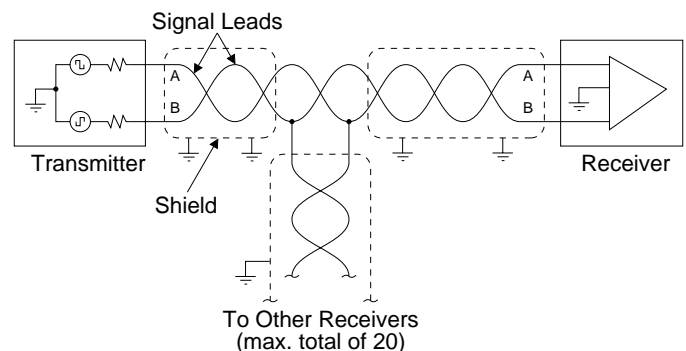 Signal Leads
A
B
A
B
Transmitter
Receiver
Shield
To Other Receivers
(max. total of 20)